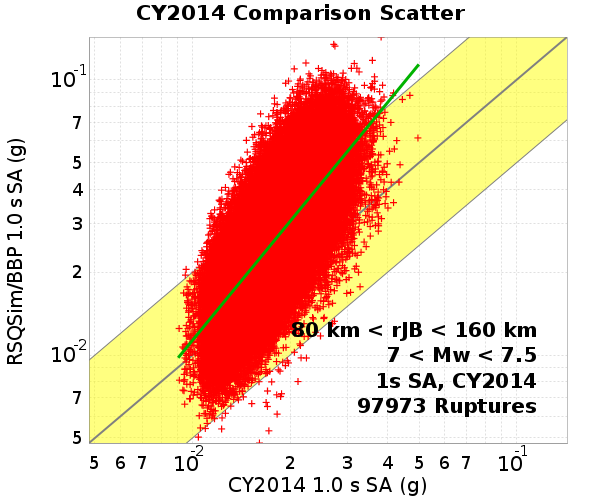 CY2014 Comparison Scatter
RSQSim/BBP 1.0 s SA (g)
10-1
7
5
4
3
2
10-2
7
5
80 km < rJB < 160 km
7 < Mw < 7.5
1s SA, CY2014
97973 Ruptures
5 6 7 10-2 2 3 4 5 6 7 10-1
CY2014 1.0 s SA (g)